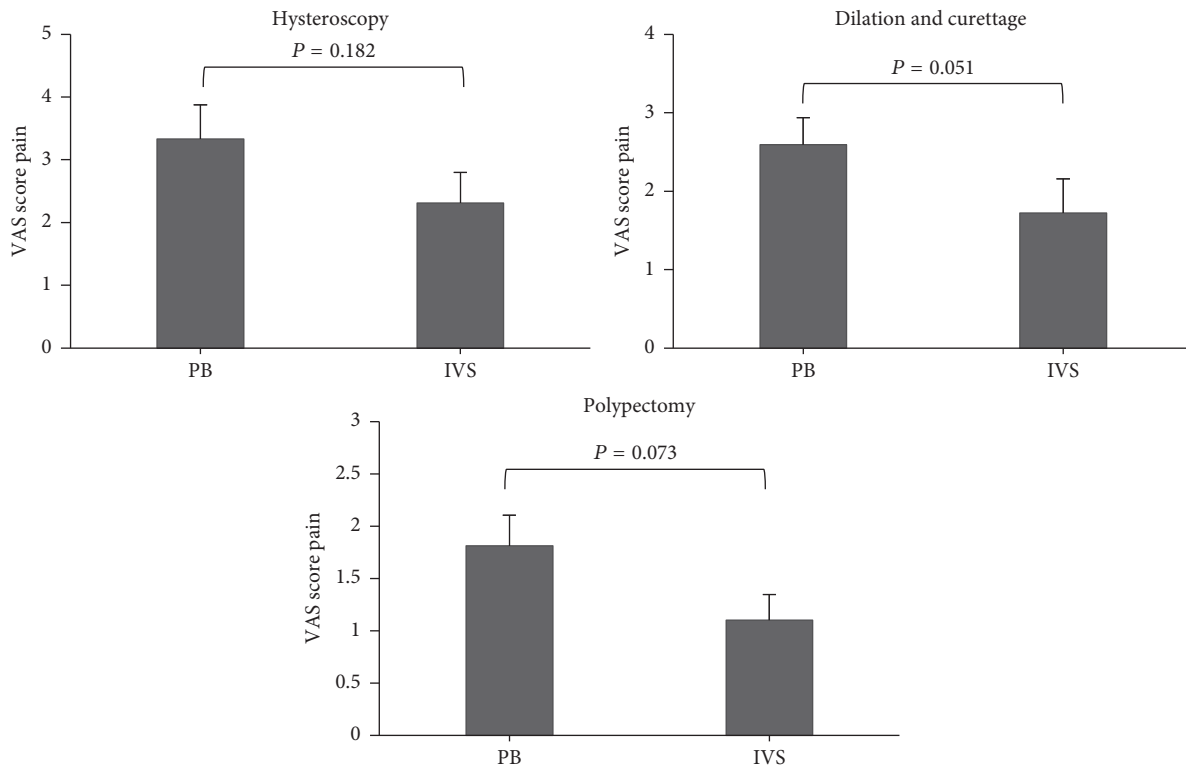 Hysteroscopy
5
4
3
2
1
0
VAS score pain
P = 0.182
PB
IVS
Dilation and curettage
4
3
2
1
0
VAS score pain
P = 0.051
PB
IVS
Polypectomy
3
2.5
2
1.5
1
0.5
0
VAS score pain
P = 0.073
PB
IVS